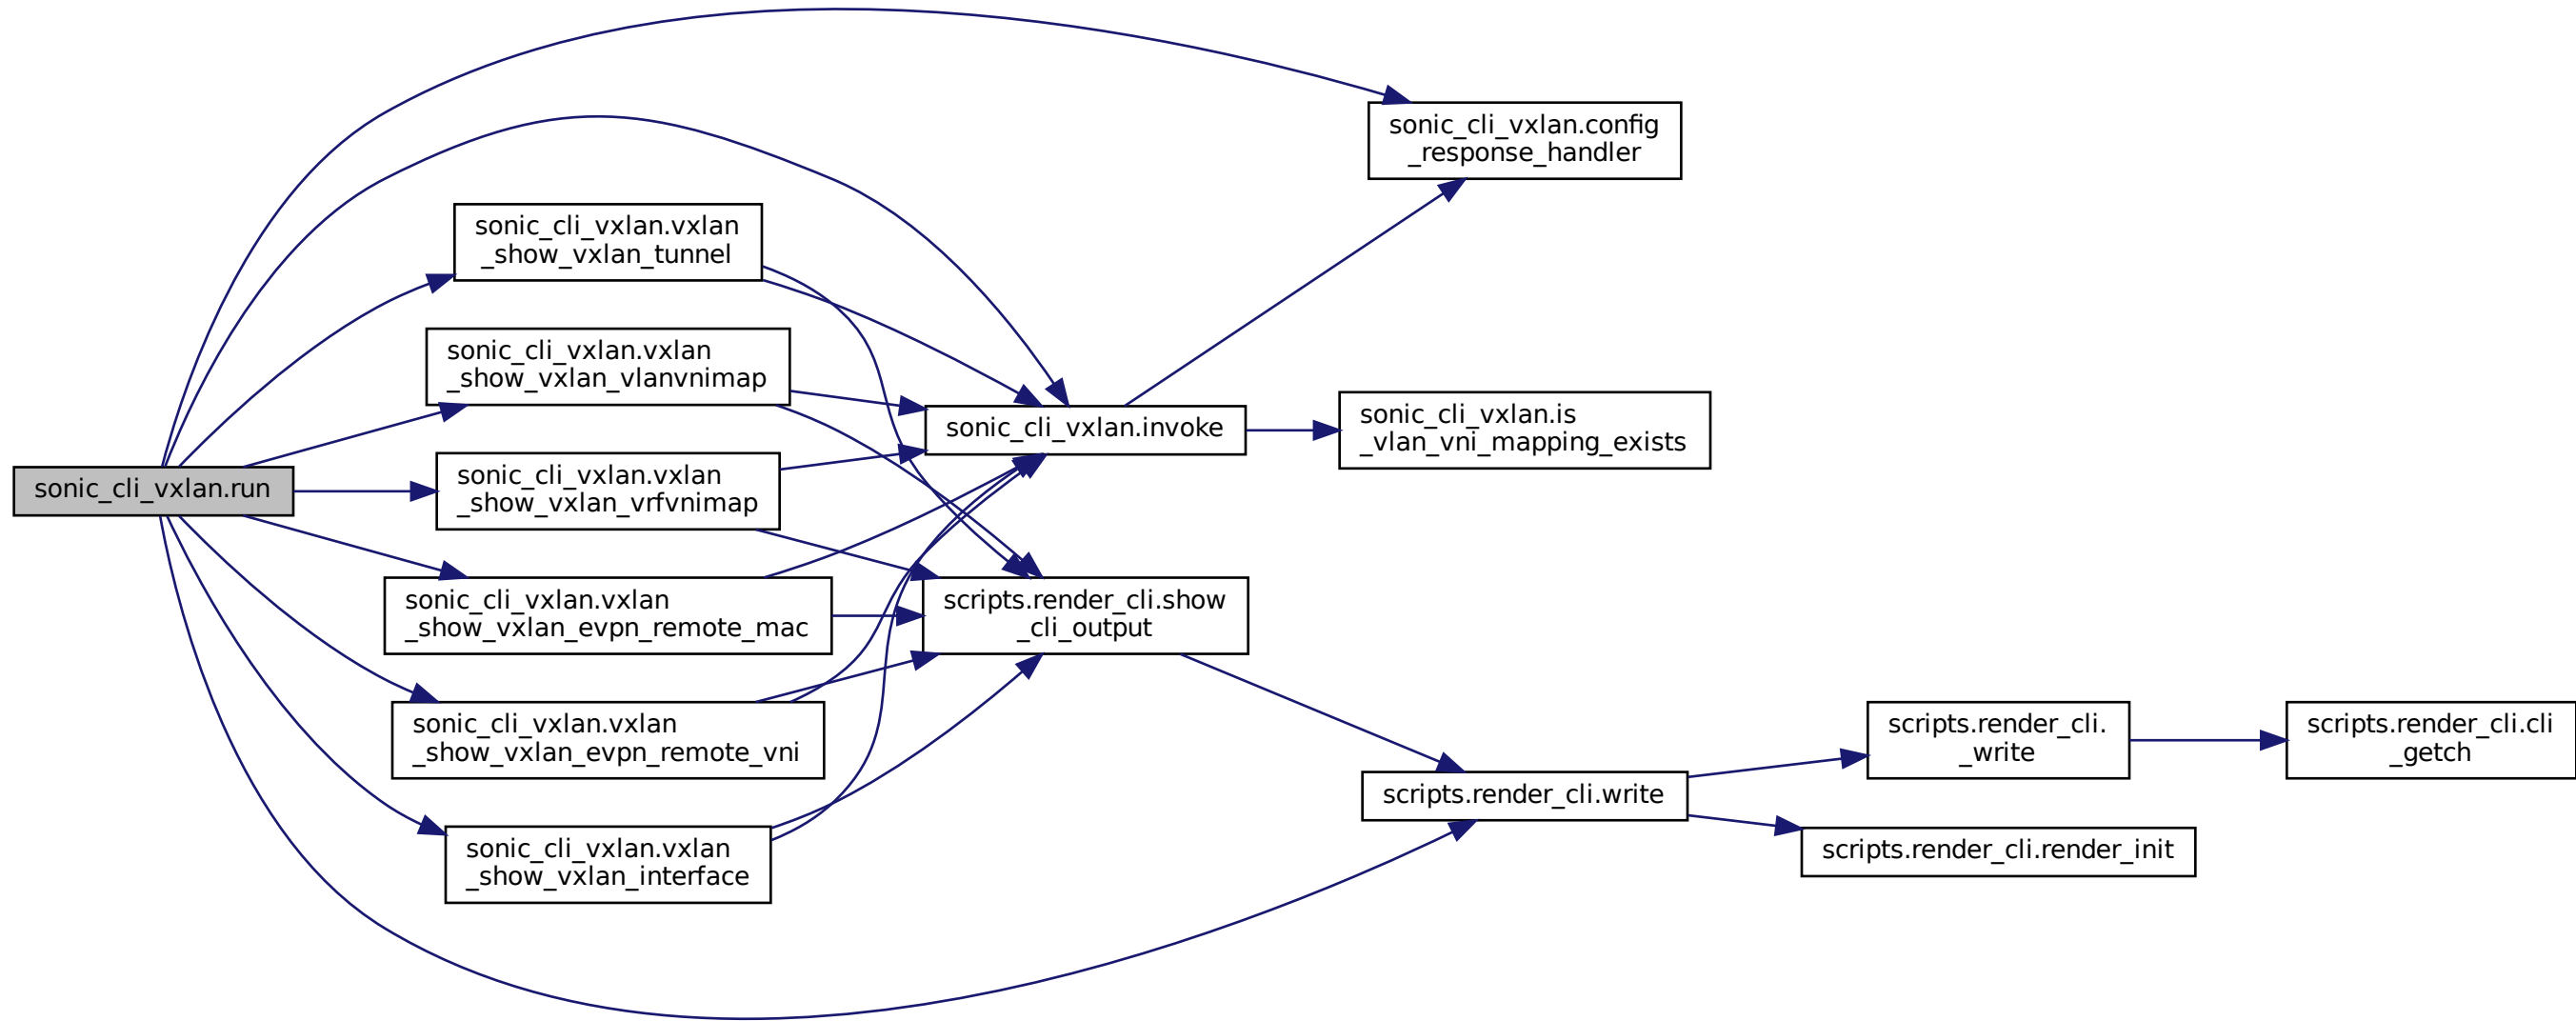 sonic_cli_vxlan.run
sonic_cli_vxlan.vxlan
_show_vxlan_tunnel
sonic_cli_vxlan.vxlan
_show_vxlan_vlanvnimap
sonic_cli_vxlan.vxlan
_show_vxlan_vrfvnimap
sonic_cli_vxlan.vxlan
_show_vxlan_evpn_remote_mac
sonic_cli_vxlan.vxlan
_show_vxlan_evpn_remote_vni
sonic_cli_vxlan.vxlan
_show_vxlan_interface
sonic_cli_vxlan.invoke
scripts.render_cli.show
_cli_output
sonic_cli_vxlan.config
_response_handler
sonic_cli_vxlan.is
_vlan_vni_mapping_exists
scripts.render_cli.write
scripts.render_cli.
_write
scripts.render_cli.render_init
scripts.render_cli.cli
_getch